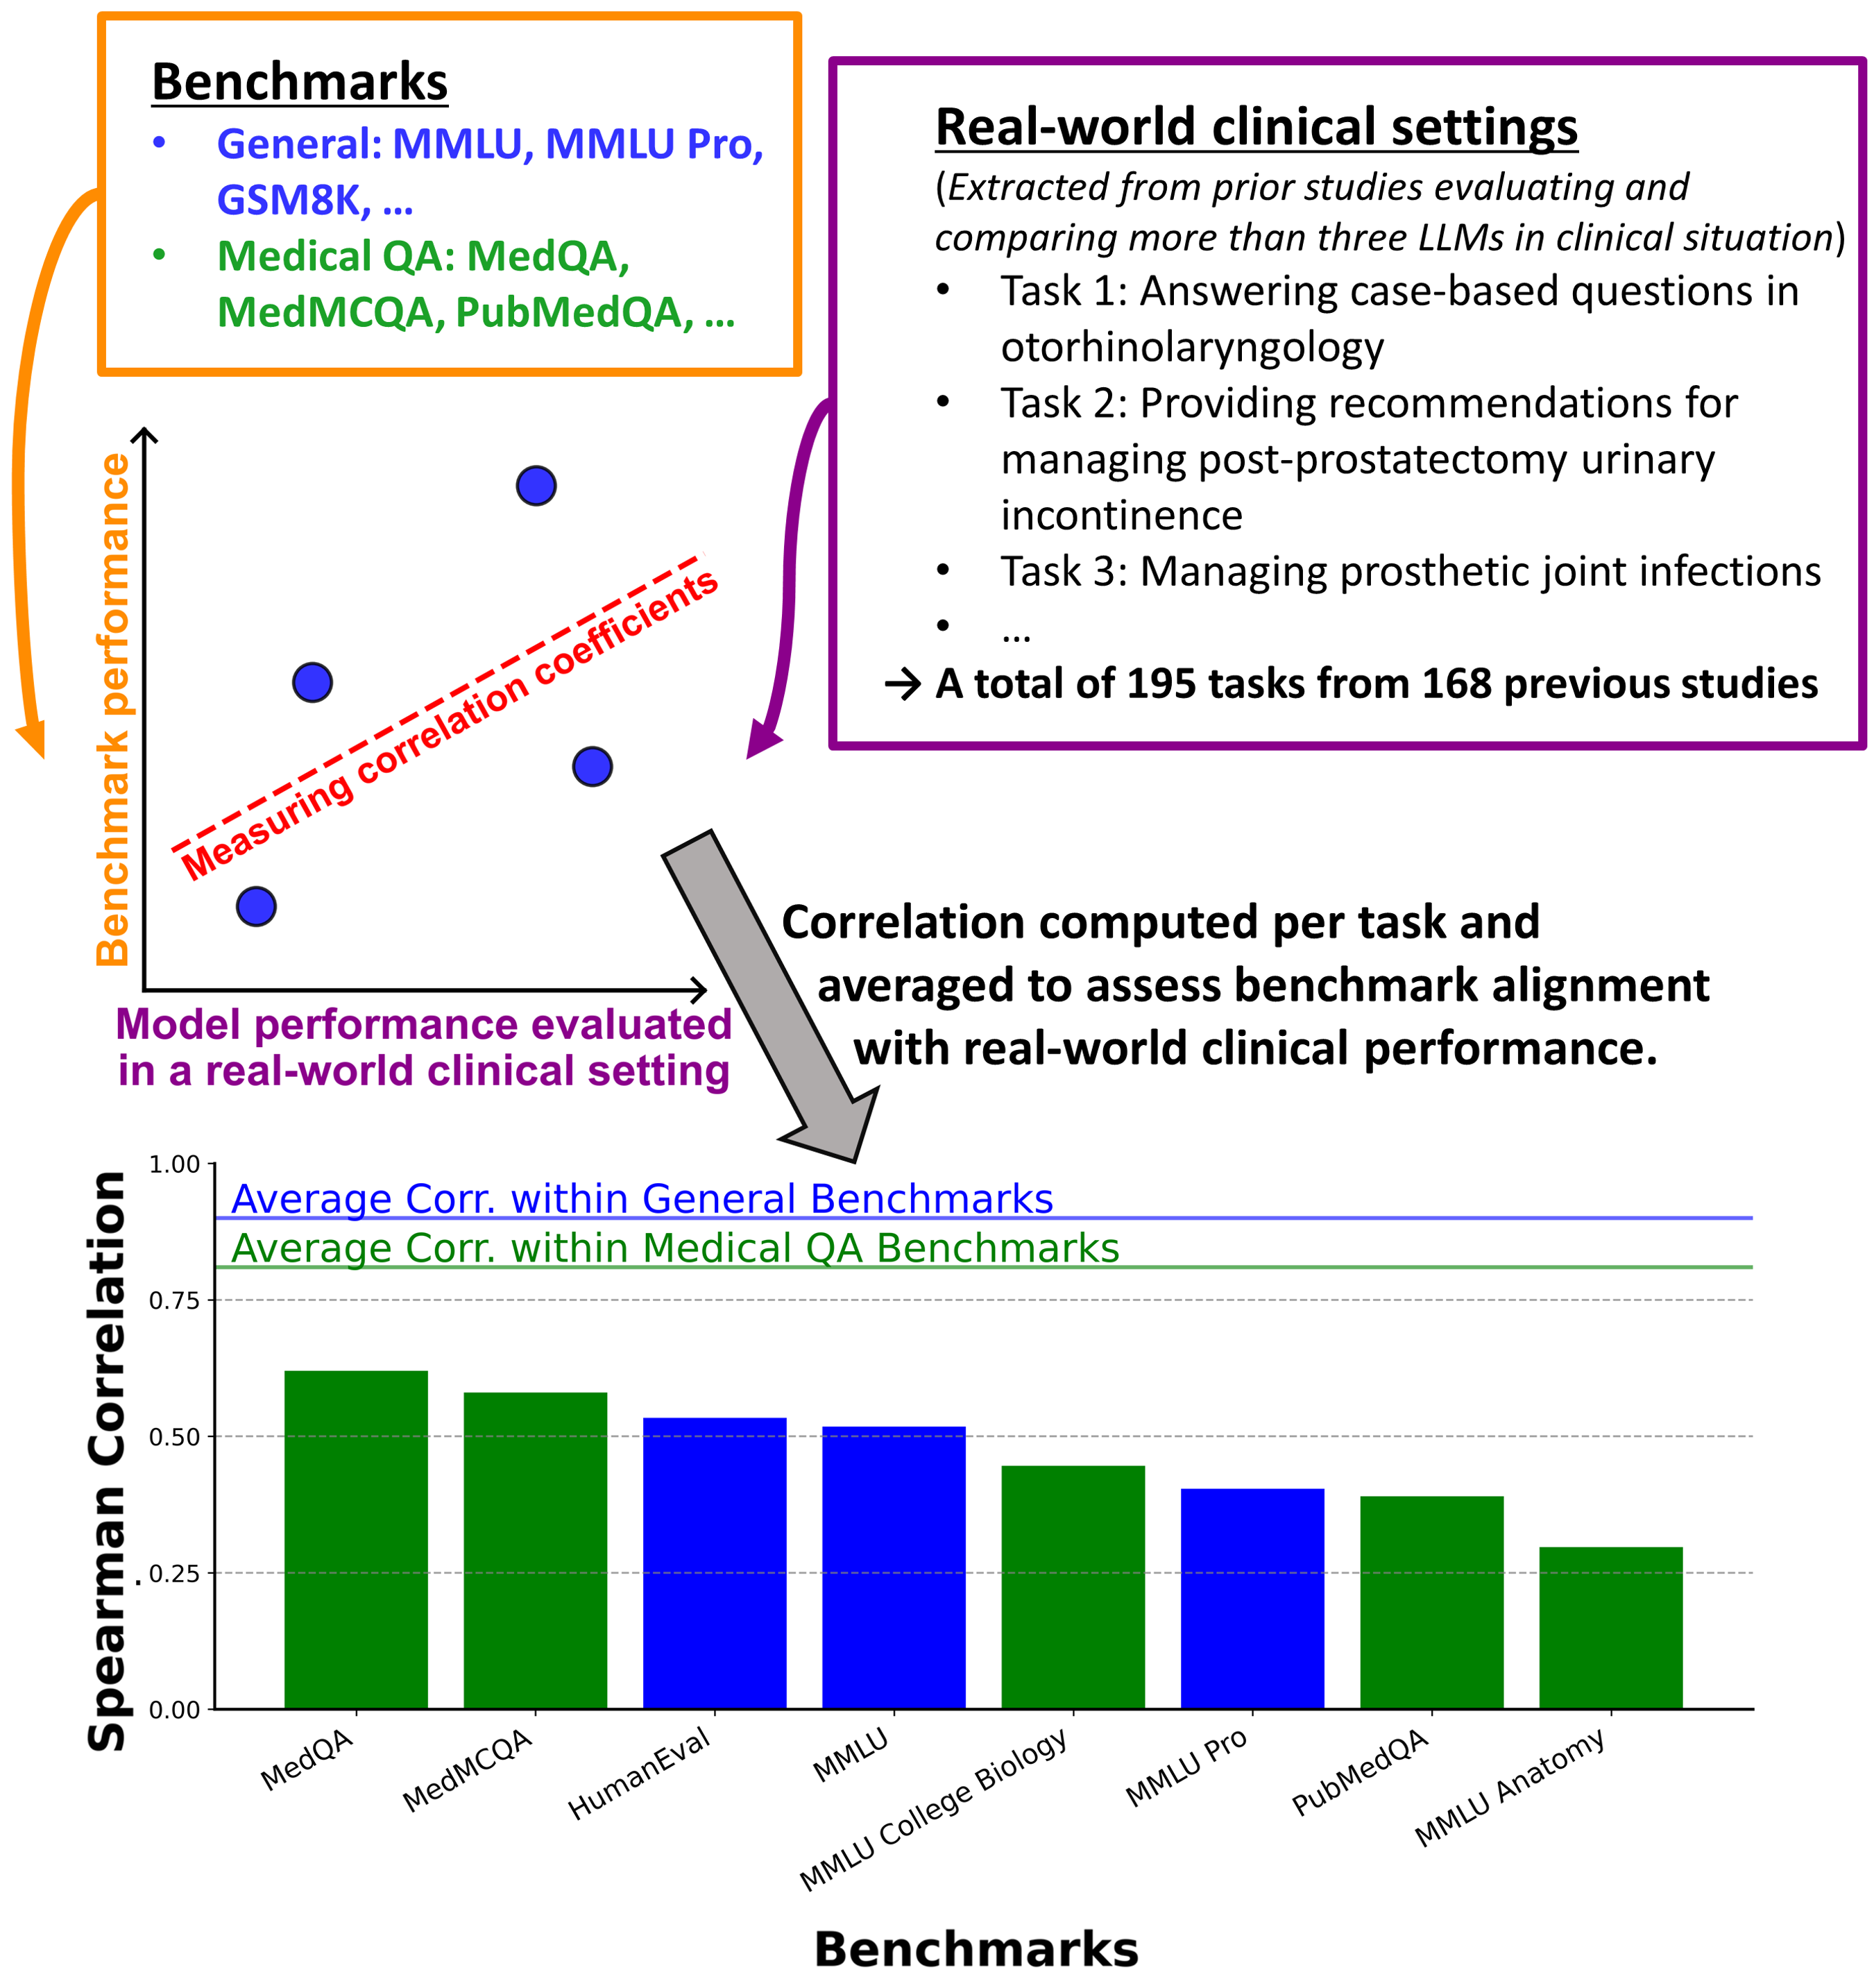 Benchmarks
• General: MMLU, MMLU Pro,
GSM8K, ...
• Medical QA: MedQA,
MedMCQA, PubMedQA, ...
Real-world clinical settings
(Extracted from prior studies evaluating and
comparing more than three LLMs in clinical situation)
• Task 1: Answering case-based questions in
otorhinolaryngology
• Task 2: Providing recommendations for
managing post-prostatectomy urinary
incontinence
• Task 3: Managing prosthetic joint infections
• ...
→ A total of 195 tasks from 168 previous studies
Benchmark performance
Measuring correlation coefficients
Model performance evaluated
in a real-world clinical setting
Correlation computed per task and
averaged to assess benchmark alignment
with real-world clinical performance.
Spearman Correlation
1.00
0.75
0.50
0.25
0.00
Average Corr. within General Benchmarks
Average Corr. within Medical QA Benchmarks
MedQA
MedMCQA
HumanEval
MMLU
MMLU College Biology
MMLU Pro
PubMedQA
MMLU Anatomy
Benchmarks